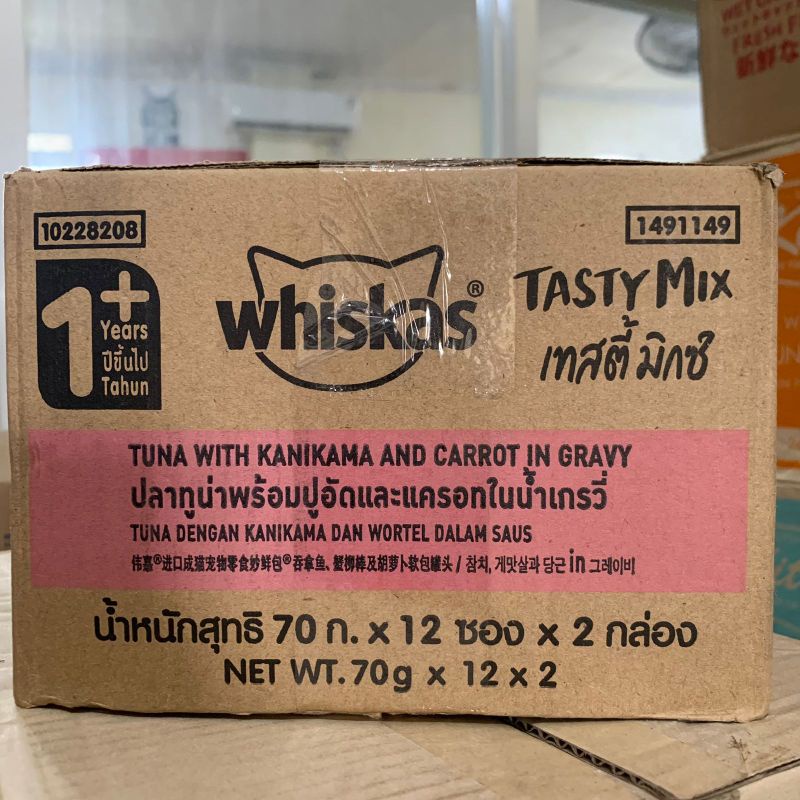 10228208
1491149
1+
Years
ปีขึ้นไป
Tahun
whiskas®
TASTY MIX
เทสตี้ มิกซ์
TUNA WITH KANIKAMA AND CARROT IN GRAVY
ปลาทูน่าพร้อมปูอัดและแครอทในน้ำเกรวี่
TUNA DENGAN KANIKAMA DAN WORTEL DALAM SAUS
伟嘉®进口成猫宠物零食妙鲜包®吞拿鱼、蟹柳棒及胡萝卜软包罐头 / 참치, 게맛살과 당근 in 그레이비
น้ำหนักสุทธิ 70 ก. x 12 ซอง x 2 กล่อง
NET WT. 70g x 12 x 2